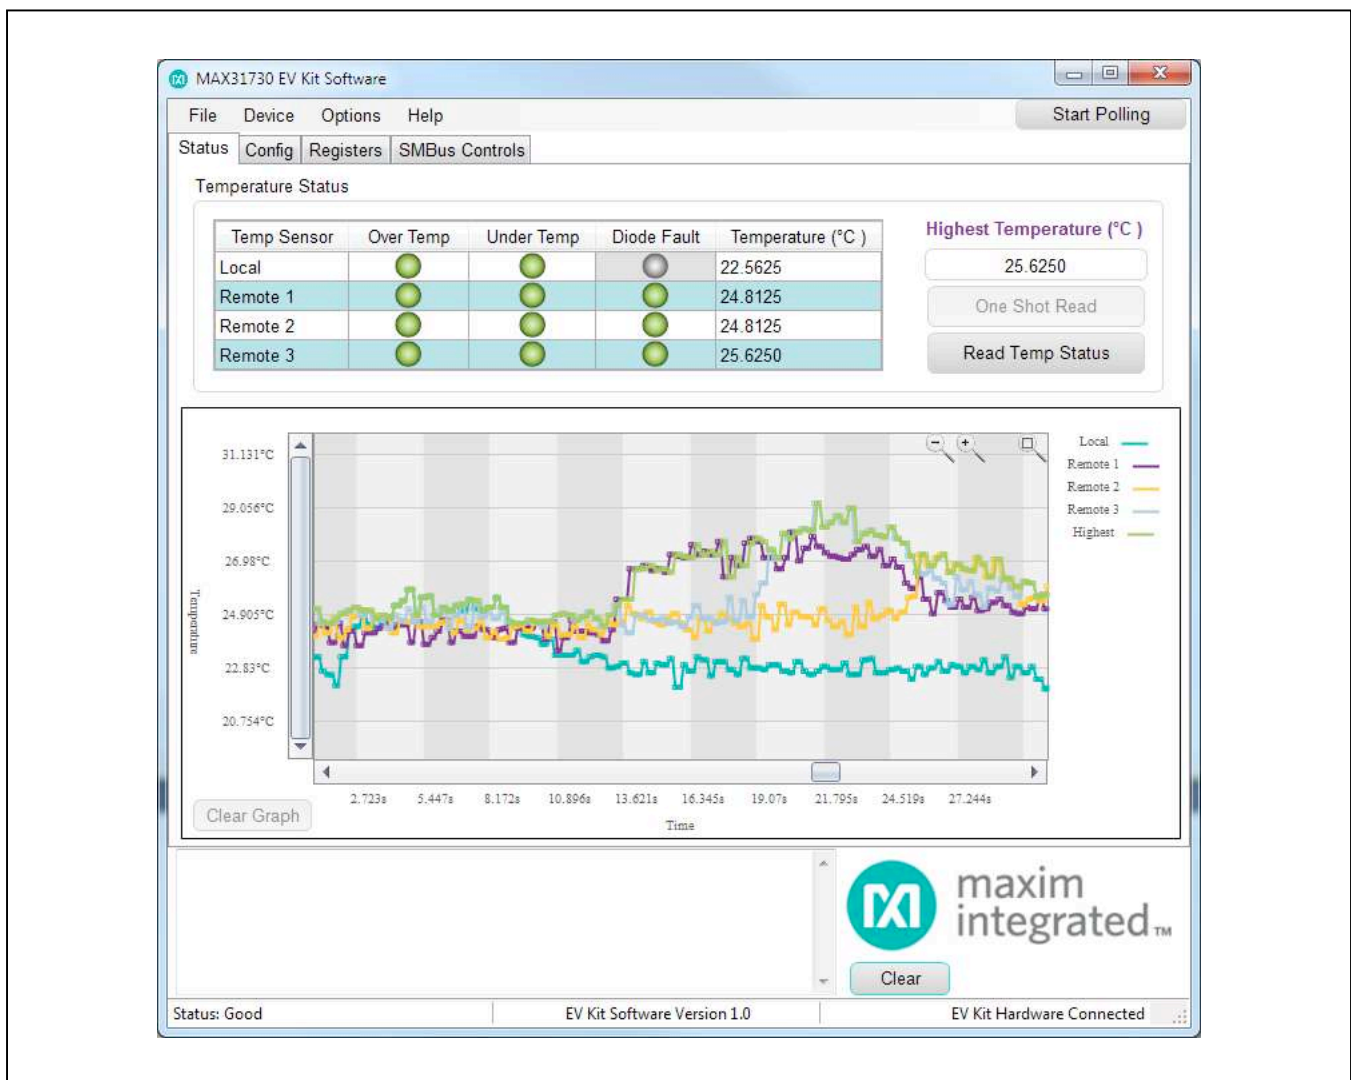 MAX31730 EV Kit Software
File Device Options Help Start Polling
Status Config Registers SMBus Controls
Temperature Status
Temp Sensor Over Temp Under Temp Diode Fault Temperature (°C )
Local 22.5625
Remote 1 24.8125
Remote 2 24.8125
Remote 3 25.6250
Highest Temperature (°C )
25.6250
One Shot Read
Read Temp Status
31.131°C
29.056°C
26.98°C
24.905°C
22.83°C
20.754°C
Temperature
Local
Remote 1
Remote 2
Remote 3
Highest
2.723s 5.447s 8.172s 10.896s 13.621s 16.345s 19.07s 21.795s 24.519s 27.244s
Time
Clear Graph
maxim
integrated™
Clear
Status: Good EV Kit Software Version 1.0 EV Kit Hardware Connected